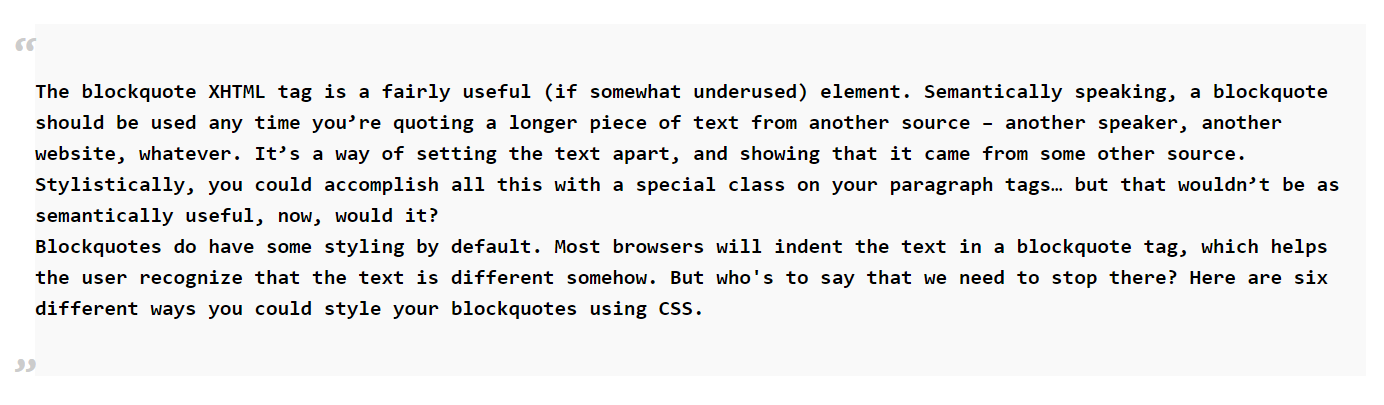 “
The blockquote XHTML tag is a fairly useful (if somewhat underused) element. Semantically speaking, a blockquote
should be used any time you’re quoting a longer piece of text from another source – another speaker, another
website, whatever. It’s a way of setting the text apart, and showing that it came from some other source.
Stylistically, you could accomplish all this with a special class on your paragraph tags… but that wouldn’t be as
semantically useful, now, would it?
Blockquotes do have some styling by default. Most browsers will indent the text in a blockquote tag, which helps
the user recognize that the text is different somehow. But who's to say that we need to stop there? Here are six
different ways you could style your blockquotes using CSS.
”